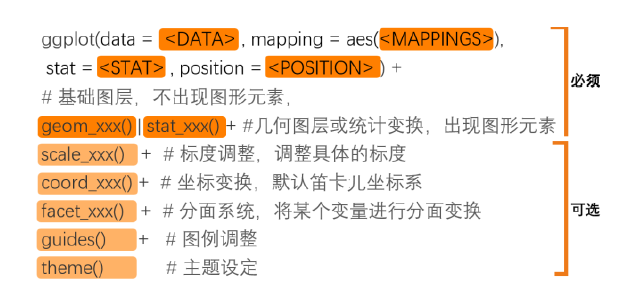 ggplot(data = <DATA>, mapping = aes(<MAPPINGS>),
stat = <STAT>, position = <POSITION>) +
# 基础图层，不出现图形元素，
geom_xxx()|stat_xxx()+ #几何图层或统计变换，出现图形元素
必须
scale_xxx() + # 标度调整，调整具体的标度
coord_xxx() + # 坐标变换，默认笛卡儿坐标系
facet_xxx() + # 分面系统，将某个变量进行分面变换
guides() + # 图例调整
theme() # 主题设定
可选